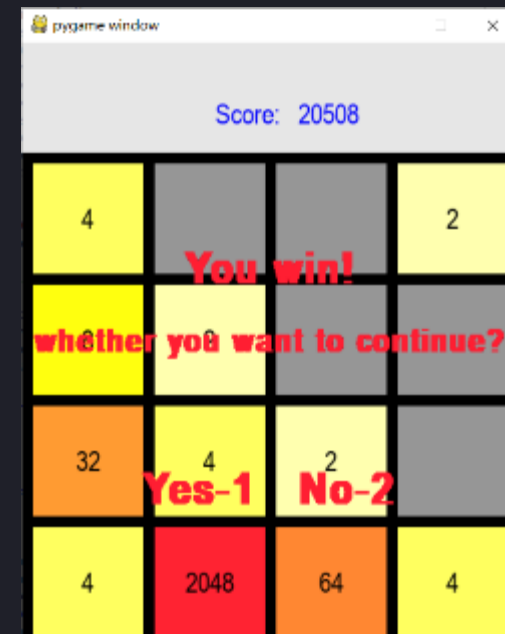 pygame window
Score: 20508
4 2
You win!
whether you want to continue?
32 4 2
Yes-1 No-2
4 2048 64 4